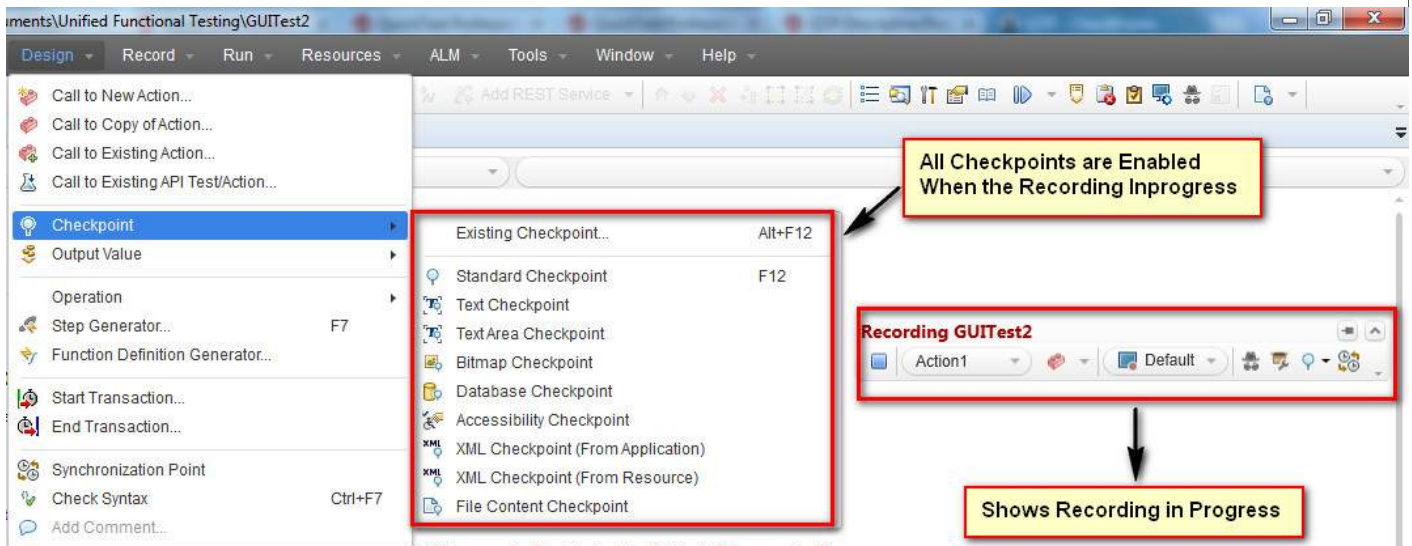 uments\Unified Functional Testing\GUITest2
Design Record Run Resources ALM Tools Window Help
Add REST Service
Call to New Action...
Call to Copy of Action...
Call to Existing Action...
Call to Existing API Test/Action...
Checkpoint
Output Value
Operation
Step Generator... F7
Function Definition Generator...
Start Transaction...
End Transaction...
Synchronization Point
Check Syntax Ctrl+F7
Add Comment...
Existing Checkpoint... Alt+F12
Standard Checkpoint F12
Text Checkpoint
Text Area Checkpoint
Bitmap Checkpoint
Database Checkpoint
Accessibility Checkpoint
XML Checkpoint (From Application)
XML Checkpoint (From Resource)
File Content Checkpoint
All Checkpoints are Enabled
When the Recording Inprogress
Recording GUITest2
Action1 Default
Shows Recording in Progress